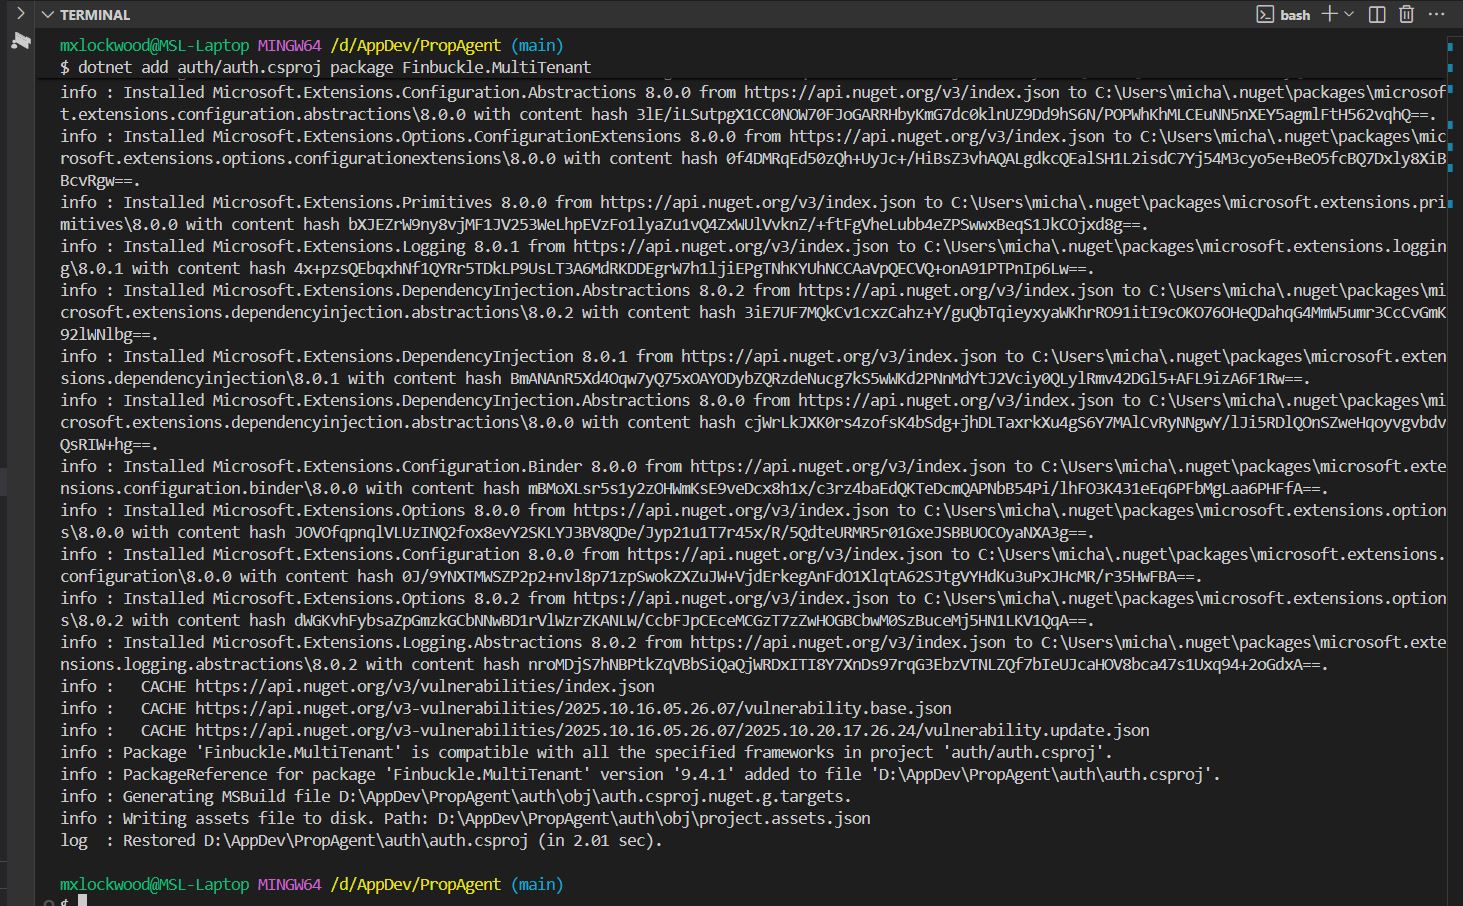 TERMINAL
bash
mxlockwood@MSL-Laptop MINGW64 /d/AppDev/PropAgent (main)
$ dotnet add auth/auth.csproj package Finbuckle.MultiTenant
info : Installed Microsoft.Extensions.Configuration.Abstractions 8.0.0 from https://api.nuget.org/v3/index.json to C:\Users\micha\.nuget\packages\microsof
t.extensions.configuration.abstractions\8.0.0 with content hash 3lE/iLSutpgX1CC0NOW70FJoGARRHbyKmG7dc0klnUZ9Dd9hS6N/POPWhKhMLCEuNN5nXEY5agmlFtH562vqhQ==.
info : Installed Microsoft.Extensions.Options.ConfigurationExtensions 8.0.0 from https://api.nuget.org/v3/index.json to C:\Users\micha\.nuget\packages\mic
rosoft.extensions.options.configurationextensions\8.0.0 with content hash 0f4DMRqEd50zQh+UyJc+/HiBsZ3vhAQALgdkcQEalSH1L2isdC7Yj54M3cyo5e+BeO5fcBQ7Dxly8XiB
BcvRgw==.
info : Installed Microsoft.Extensions.Primitives 8.0.0 from https://api.nuget.org/v3/index.json to C:\Users\micha\.nuget\packages\microsoft.extensions.pri
mitives\8.0.0 with content hash bXJEZrW9ny8vjMF1JV253WeLhpEVzFo1lyaZu1vQ4ZxWUlVvknZ/+ftFgVheLubb4eZPSwwxBeqS1JkCOjxd8g==.
info : Installed Microsoft.Extensions.Logging 8.0.1 from https://api.nuget.org/v3/index.json to C:\Users\micha\.nuget\packages\microsoft.extensions.loggin
g\8.0.1 with content hash 4x+pzsQEbqxhNf1QYRr5TDkLP9UsLT3A6MdRKDDEgrW7h1ljiEPgTNhKYUhNCCAaVpQECVQ+onA91PTPnIp6Lw==.
info : Installed Microsoft.Extensions.DependencyInjection.Abstractions 8.0.2 from https://api.nuget.org/v3/index.json to C:\Users\micha\.nuget\packages\mi
crosoft.extensions.dependencyinjection.abstractions\8.0.2 with content hash 3iE7UF7MQkCv1cxzCahz+Y/guQbTqieyxyaWKhrRO91itI9cOKO76OHeQDahqG4MmW5umr3CcCvGmK
92lWNlbg==.
info : Installed Microsoft.Extensions.DependencyInjection 8.0.1 from https://api.nuget.org/v3/index.json to C:\Users\micha\.nuget\packages\microsoft.exten
sions.dependencyinjection\8.0.1 with content hash BmANAnR5Xd4Oqw7yQ75xOAYODybZQRzdeNucg7kS5wWKd2PNnMdYtJ2Vciy0QLylRmv42DGl5+AFL9izA6F1Rw==.
info : Installed Microsoft.Extensions.DependencyInjection.Abstractions 8.0.0 from https://api.nuget.org/v3/index.json to C:\Users\micha\.nuget\packages\mi
crosoft.extensions.dependencyinjection.abstractions\8.0.0 with content hash cjWrLkJXK0rs4zofsK4bSdg+jhDLTaxrkXu4gS6Y7MAlCvRyNNgwY/lJi5RDlQOnSZweHqoyvgvbdv
QsRIW+hg==.
info : Installed Microsoft.Extensions.Configuration.Binder 8.0.0 from https://api.nuget.org/v3/index.json to C:\Users\micha\.nuget\packages\microsoft.exte
nsions.configuration.binder\8.0.0 with content hash mBMoXLsr5s1y2zOHWmKsE9veDcx8h1x/c3rz4baEdQKTeDcmQAPNbB54Pi/lhFO3K431eEq6PFbMgLaa6PHFfA==.
info : Installed Microsoft.Extensions.Options 8.0.0 from https://api.nuget.org/v3/index.json to C:\Users\micha\.nuget\packages\microsoft.extensions.option
s\8.0.0 with content hash JOVOfqpnqlVLUzINQ2fox8evY2SKLYJ3BV8QDe/Jyp21u1T7r45x/R/5QdteURMR5r01GxeJSBBUOCOyaNXA3g==.
info : Installed Microsoft.Extensions.Configuration 8.0.0 from https://api.nuget.org/v3/index.json to C:\Users\micha\.nuget\packages\microsoft.extensions.
configuration\8.0.0 with content hash 0J/9YNXTMWSZP2p2+nvl8p71zpSwokZXZuJW+VjdErkegAnFdO1XlqtA62SJtgVYHdKu3uPxJHcMR/r35HwFBA==.
info : Installed Microsoft.Extensions.Options 8.0.2 from https://api.nuget.org/v3/index.json to C:\Users\micha\.nuget\packages\microsoft.extensions.option
s\8.0.2 with content hash dWGKvhFybsaZpGmzkGCbNNwBD1rVlWzrZKANLW/CcbFJpCEceMCGzT7zZwHOGBCbwM0SzBuceMj5HN1LKV1QqA==.
info : Installed Microsoft.Extensions.Logging.Abstractions 8.0.2 from https://api.nuget.org/v3/index.json to C:\Users\micha\.nuget\packages\microsoft.exte
nsions.logging.abstractions\8.0.2 with content hash nroMDjS7hNBPtkZqVBbSiQaQjWRDxITI8Y7XnDs97rqG3EbzVTNLZQf7bIeUJcaHOV8bca47s1Uxq94+2oGdxA==.
info :   CACHE https://api.nuget.org/v3/vulnerabilities/index.json
info :   CACHE https://api.nuget.org/v3-vulnerabilities/2025.10.16.05.26.07/vulnerability.base.json
info :   CACHE https://api.nuget.org/v3-vulnerabilities/2025.10.16.05.26.07/2025.10.20.17.26.24/vulnerability.update.json
info : Package 'Finbuckle.MultiTenant' is compatible with all the specified frameworks in project 'auth/auth.csproj'.
info : PackageReference for package 'Finbuckle.MultiTenant' version '9.4.1' added to file 'D:\AppDev\PropAgent\auth\auth.csproj'.
info : Generating MSBuild file D:\AppDev\PropAgent\auth\obj\auth.csproj.nuget.g.targets.
info : Writing assets file to disk. Path: D:\AppDev\PropAgent\auth\obj\project.assets.json
log  : Restored D:\AppDev\PropAgent\auth\auth.csproj (in 2.01 sec).
mxlockwood@MSL-Laptop MINGW64 /d/AppDev/PropAgent (main)
$